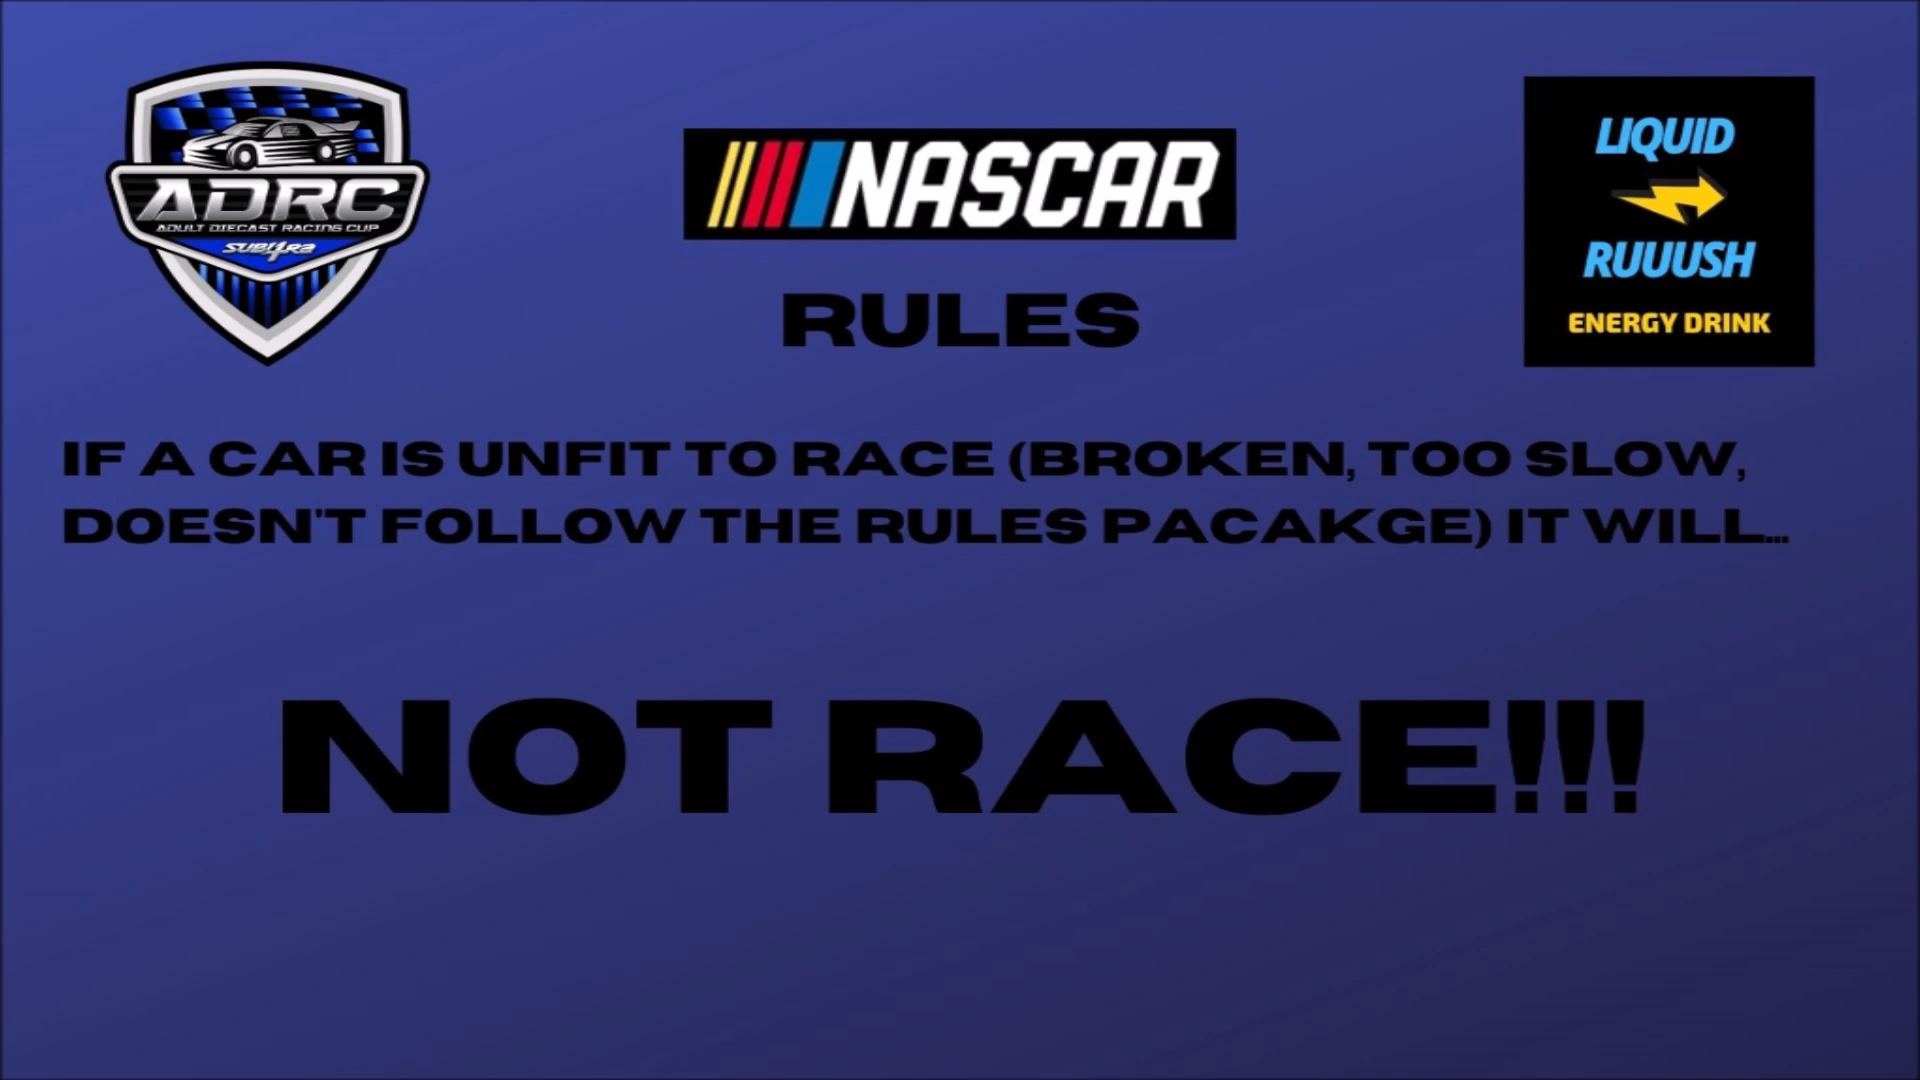 ADRC
ADULT DIECAST RACING CUP
SUBI4R2
NASCAR
LIQUID
RUUUSH
ENERGY DRINK
RULES
IF A CAR IS UNFIT TO RACE (BROKEN, TOO SLOW,
DOESN'T FOLLOW THE RULES PACAKGE) IT WILL...
NOT RACE!!!